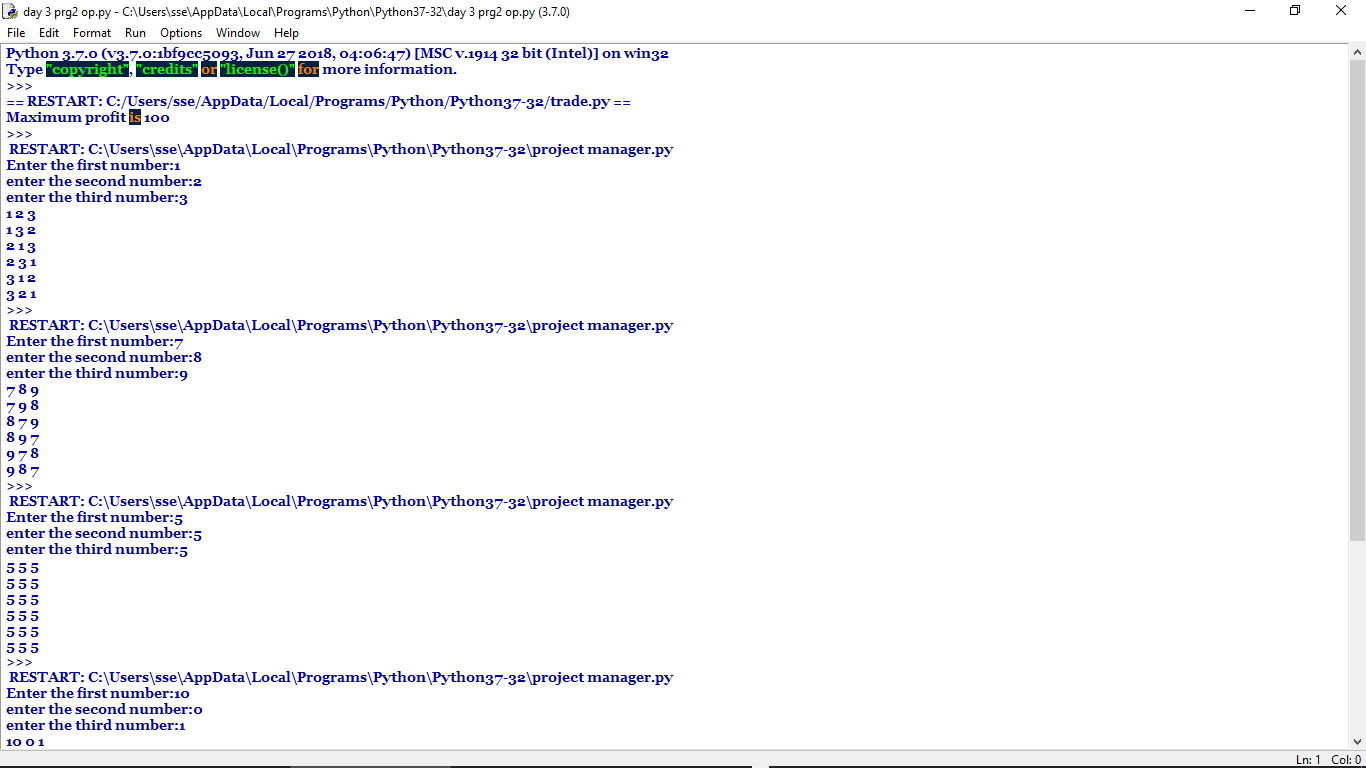 day 3 prg2 op.py - C:\Users\sse\AppData\Local\Programs\Python\Python37-32\day 3 prg2 op.py (3.7.0)
File Edit Format Run Options Window Help
Python 3.7.0 (v3.7.0:1bf9cc5093, Jun 27 2018, 04:06:47) [MSC v.1914 32 bit (Intel)] on win32
Type "copyright", "credits" or "license()" for more information.
>>>
== RESTART: C:/Users/sse/AppData/Local/Programs/Python/Python37-32/trade.py ==
Maximum profit is 100
>>>
RESTART: C:\Users\sse\AppData\Local\Programs\Python\Python37-32\project manager.py
Enter the first number:1
enter the second number:2
enter the third number:3
1 2 3
1 3 2
2 1 3
2 3 1
3 1 2
3 2 1
>>>
RESTART: C:\Users\sse\AppData\Local\Programs\Python\Python37-32\project manager.py
Enter the first number:7
enter the second number:8
enter the third number:9
7 8 9
7 9 8
8 7 9
8 9 7
9 7 8
9 8 7
>>>
RESTART: C:\Users\sse\AppData\Local\Programs\Python\Python37-32\project manager.py
Enter the first number:5
enter the second number:5
enter the third number:5
5 5 5
5 5 5
5 5 5
5 5 5
5 5 5
5 5 5
>>>
RESTART: C:\Users\sse\AppData\Local\Programs\Python\Python37-32\project manager.py
Enter the first number:10
enter the second number:0
enter the third number:1
10 0 1
Ln: 1 Col: 0